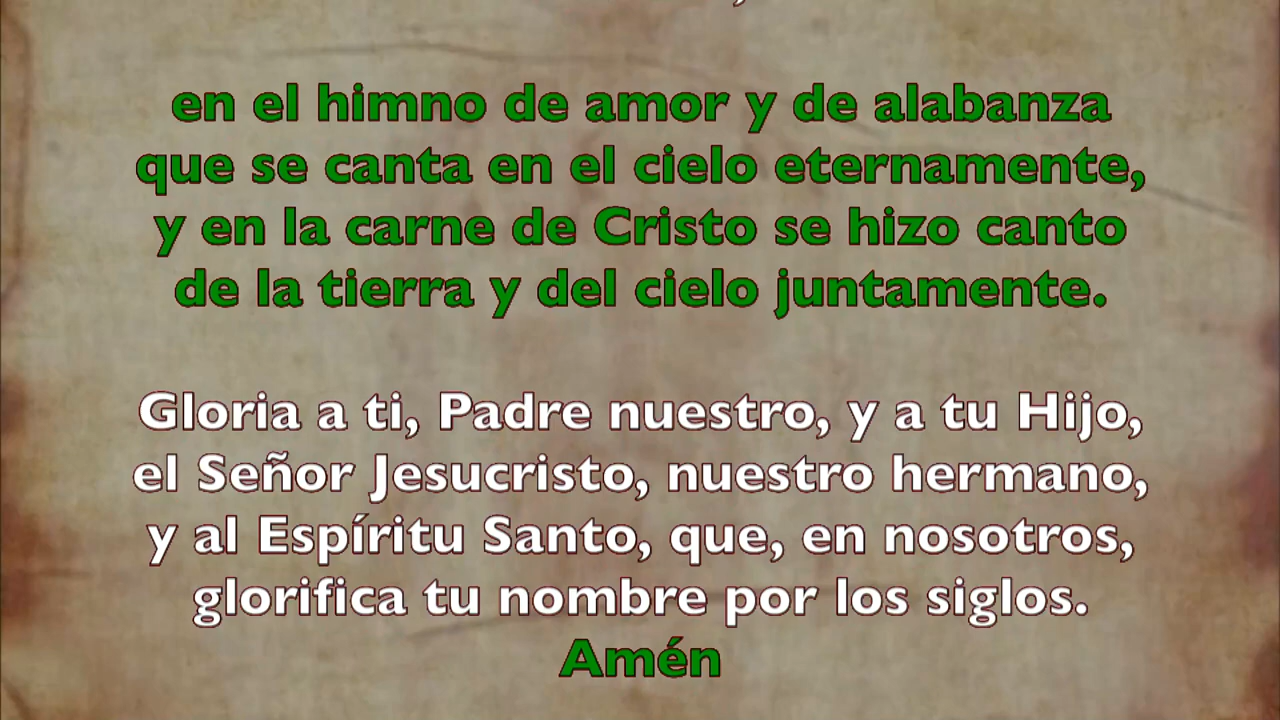 en el himno de amor y de alabanza
que se canta en el cielo eternamente,
y en la carne de Cristo se hizo canto
de la tierra y del cielo juntamente.
Gloria a ti, Padre nuestro, y a tu Hijo,
el Señor Jesucristo, nuestro hermano,
y al Espíritu Santo, que, en nosotros,
glorifica tu nombre por los siglos.
Amén